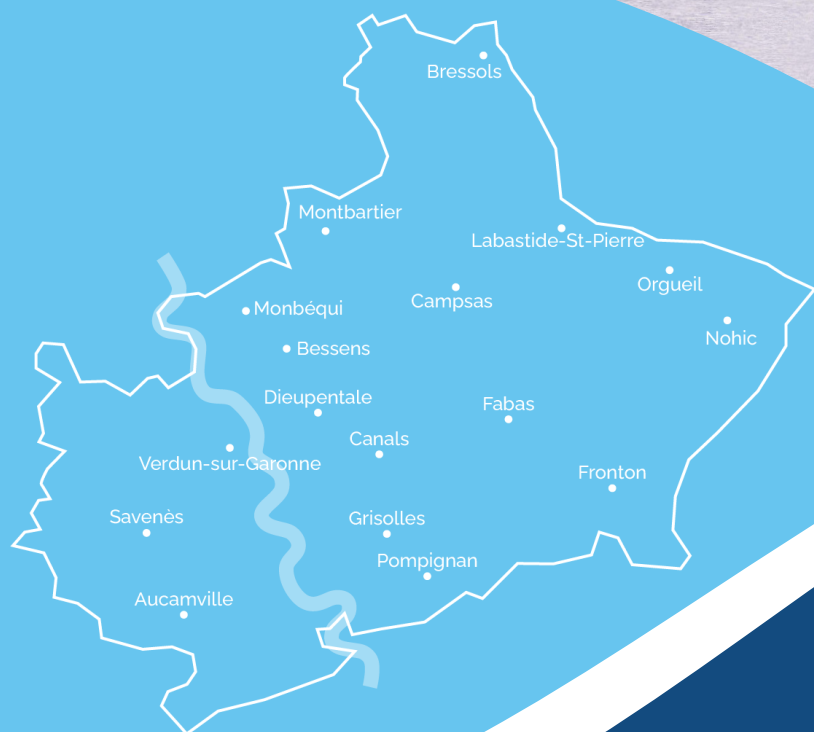 Bressols
Montbartier
Labastide-St-Pierre
Orgueil
Campsas
Monbéqui
Nohic
Bessens
Dieupentale
Fabas
Canals
Verdun-sur-Garonne
Fronton
Savenès
Grisolles
Pompignan
Aucamville